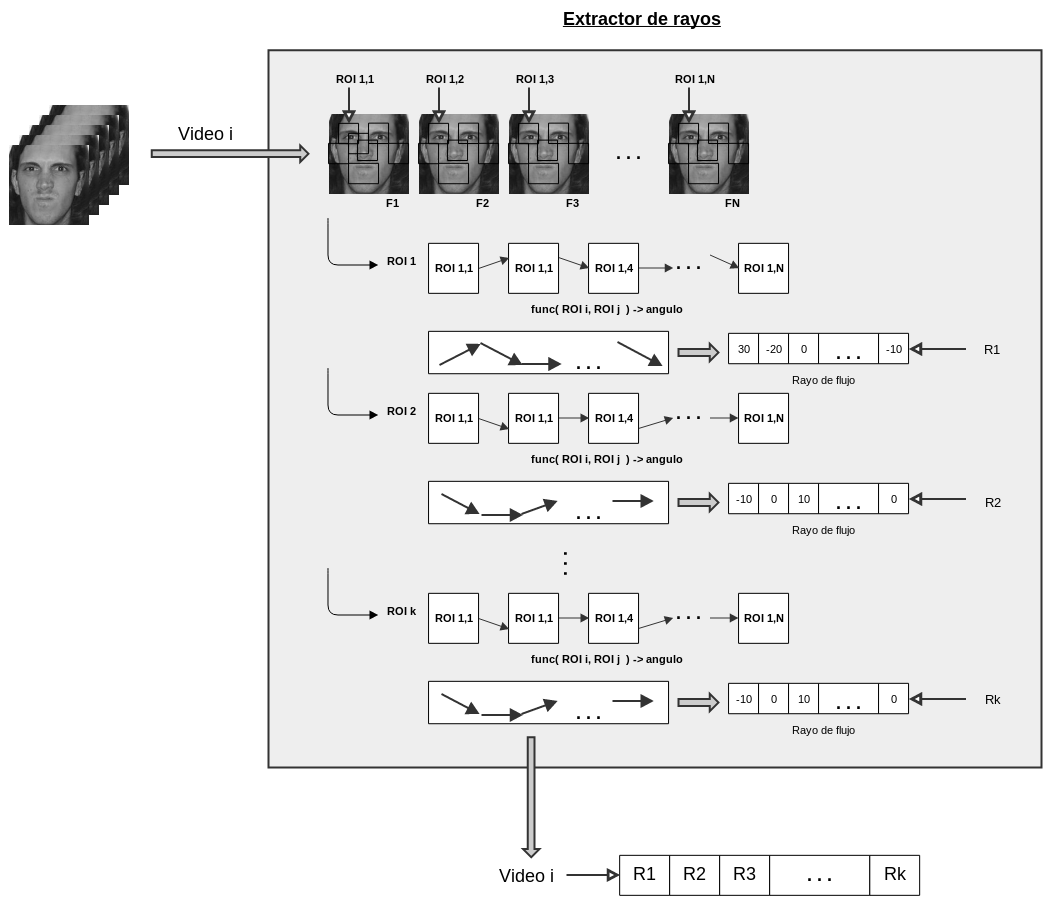 Extractor de rayos
ROI 1,1 ROI 1,2 ROI 1,3 ROI 1,N
Video i
. . .
F1 F2 F3 FN
ROI 1 ROI 1,1 ROI 1,1 ROI 1,4 . . . ROI 1,N
func( ROI i, ROI j ) -> angulo
. . . 30 -20 0 . . . -10 R1
Rayo de flujo
ROI 2 ROI 1,1 ROI 1,1 ROI 1,4 . . . ROI 1,N
func( ROI i, ROI j ) -> angulo
. . . -10 0 10 . . . 0 R2
Rayo de flujo
. . .
ROI k ROI 1,1 ROI 1,1 ROI 1,4 . . . ROI 1,N
func( ROI i, ROI j ) -> angulo
. . . -10 0 10 . . . 0 Rk
Rayo de flujo
Video i R1 R2 R3 . . . Rk